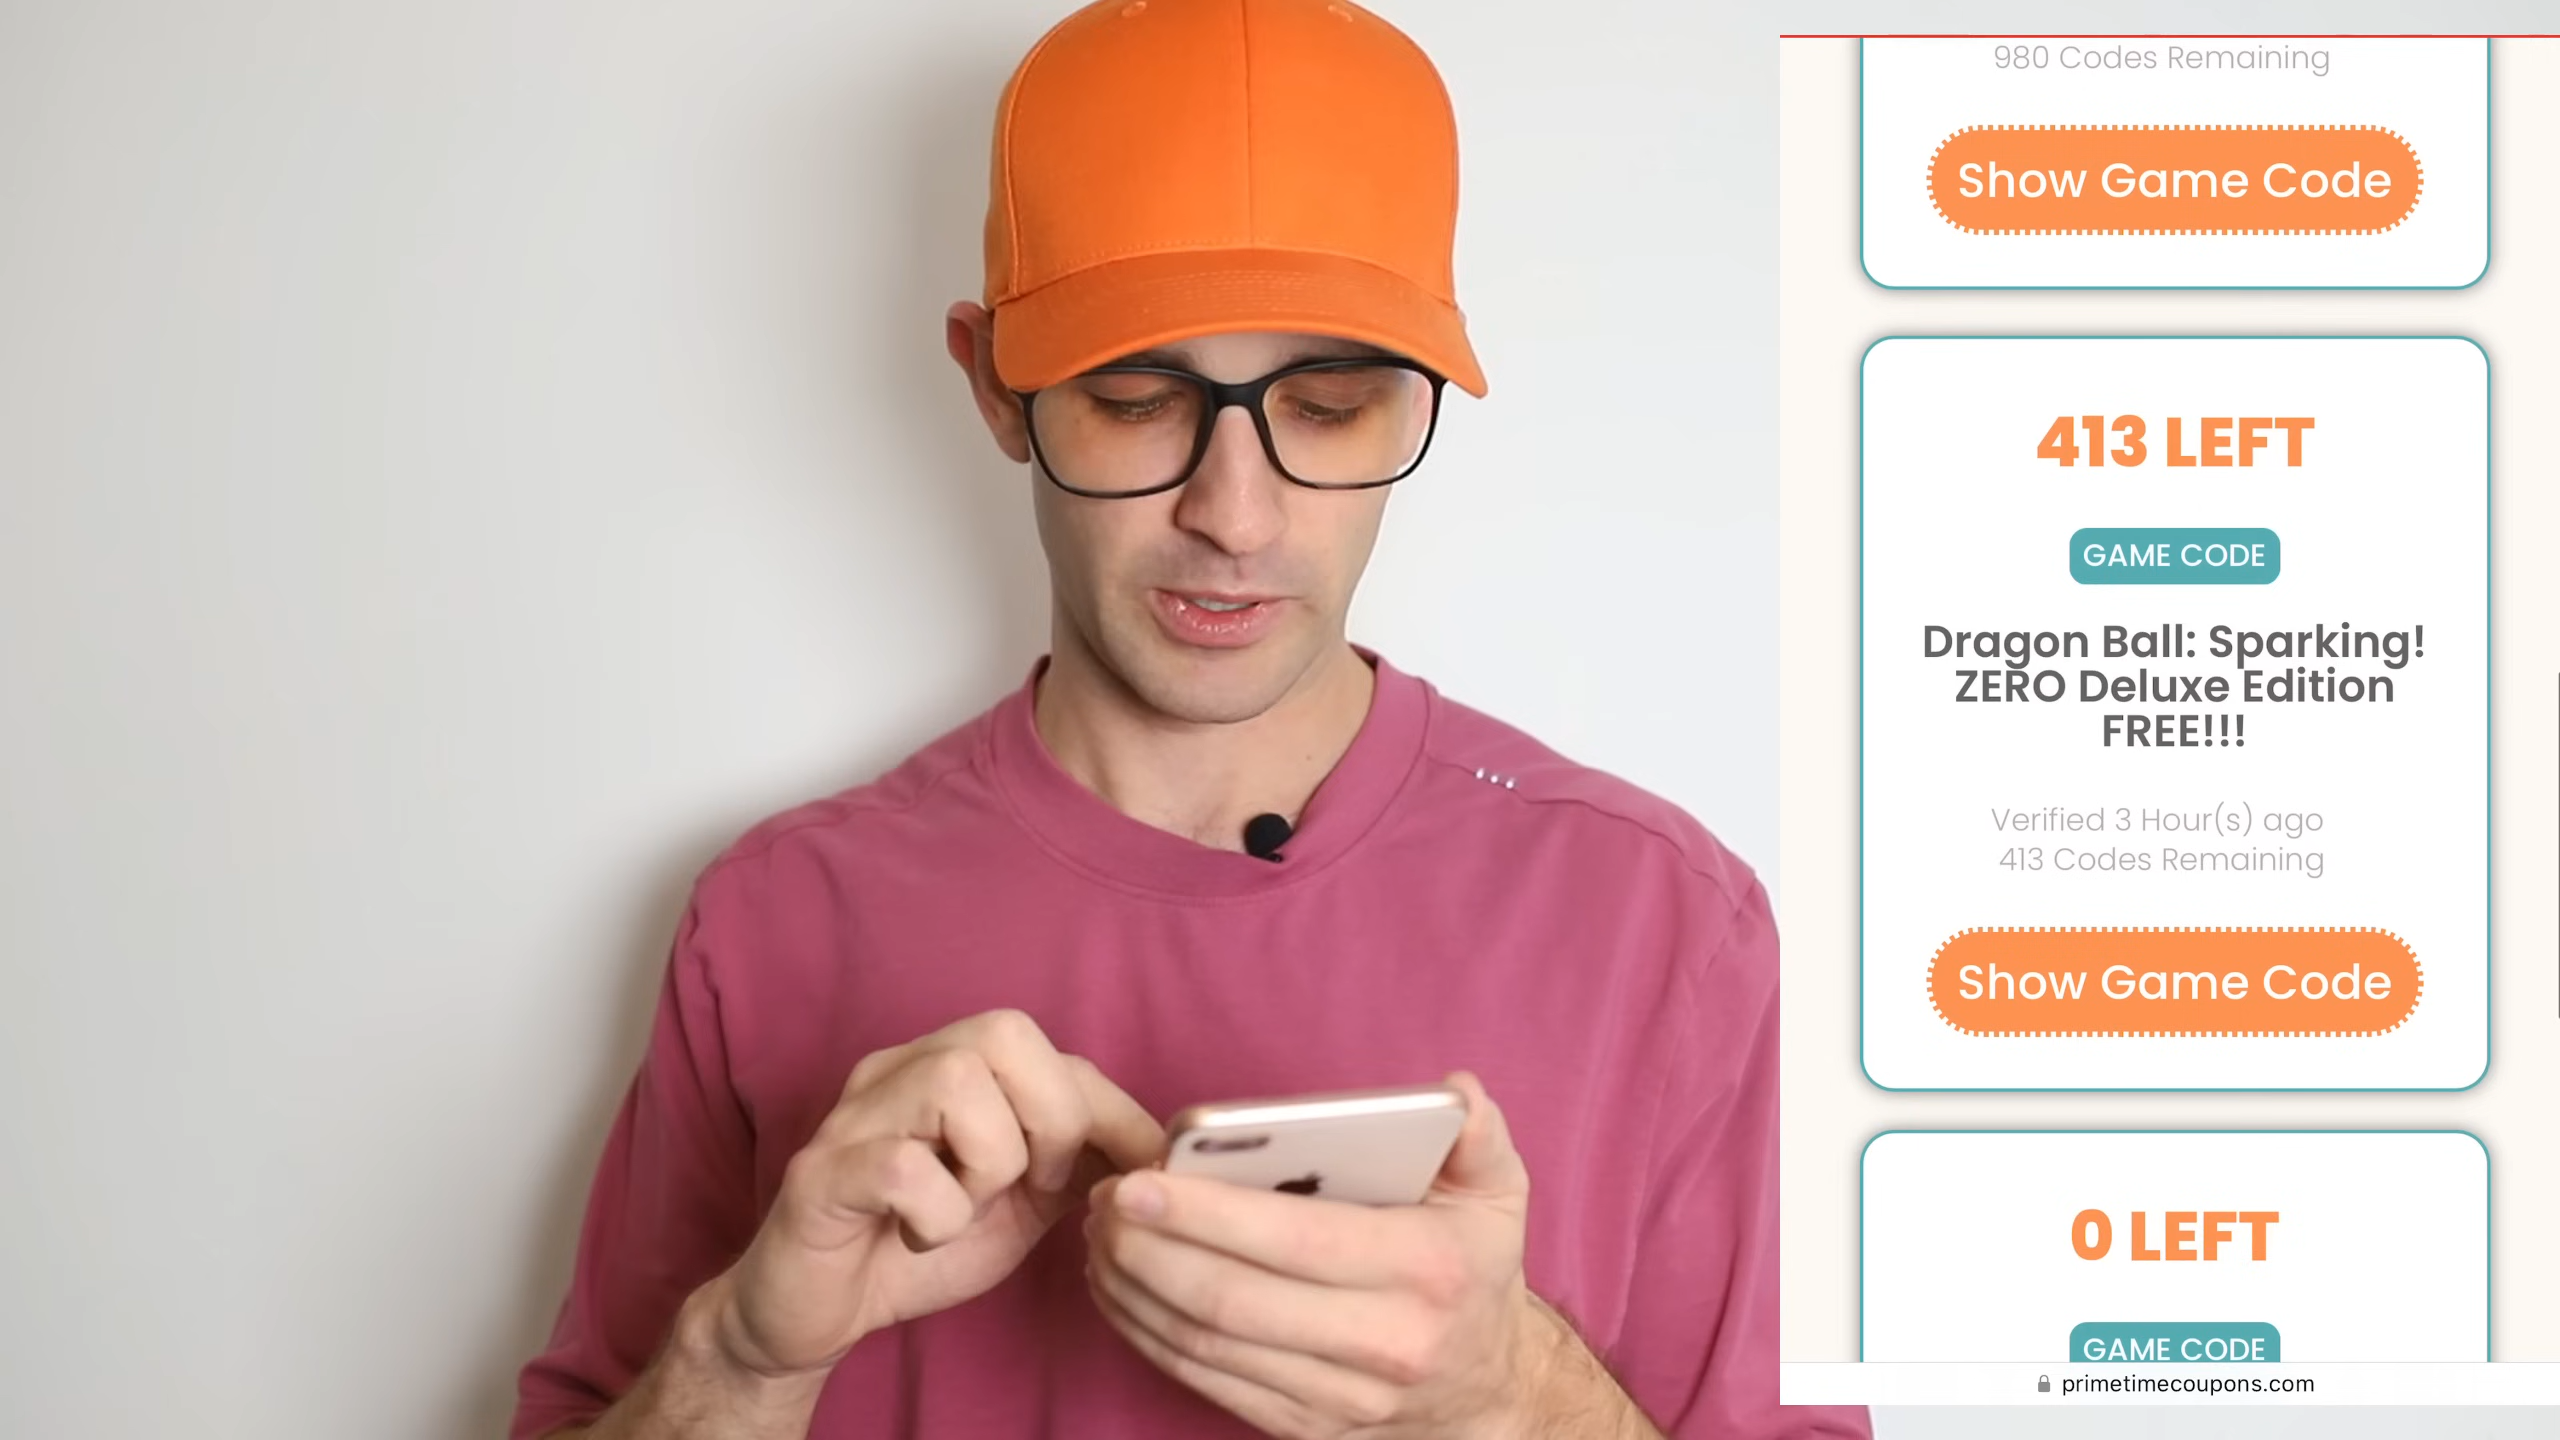 980 Codes Remaining
Show Game Code
413 LEFT
GAME CODE
Dragon Ball: Sparking!
ZERO Deluxe Edition
FREE!!!
Verified 3 Hour(s) ago
413 Codes Remaining
Show Game Code
0 LEFT
GAME CODE
primetimecoupons.com